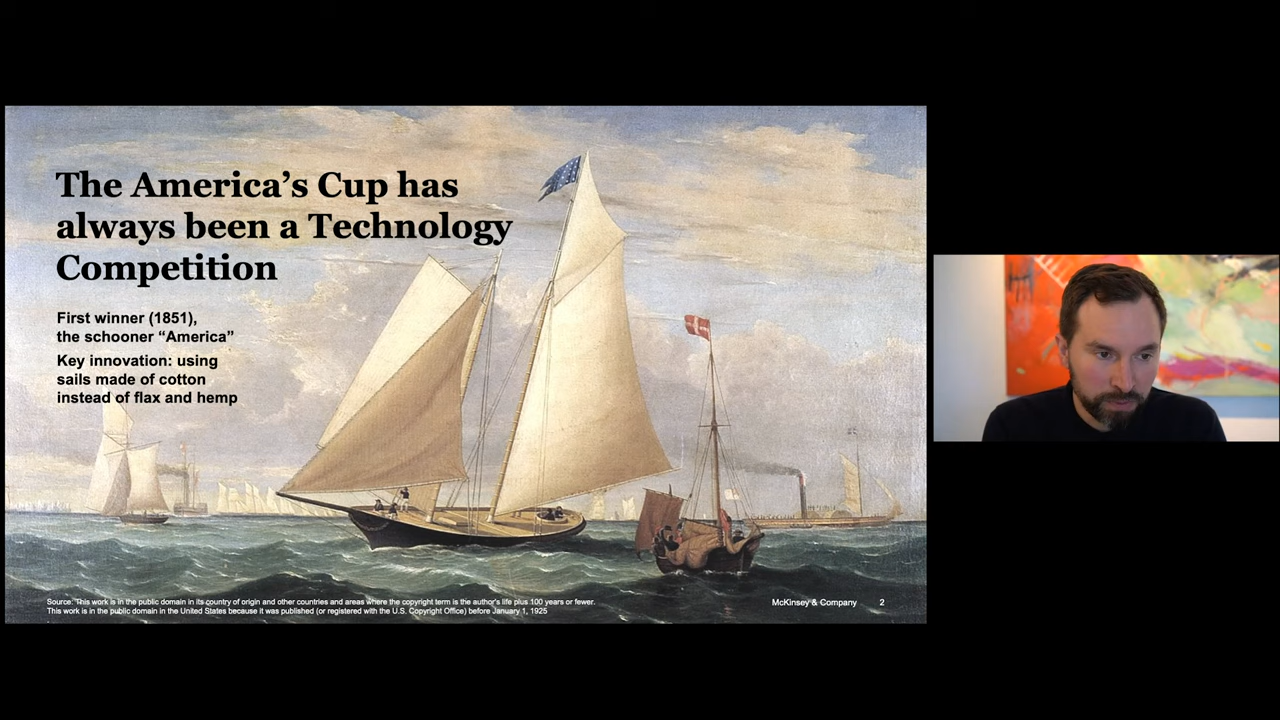 The America’s Cup has
always been a Technology
Competition
First winner (1851),
the schooner “America”
Key innovation: using
sails made of cotton
instead of flax and hemp
Source: This work is in the public domain in its country of origin and other countries and areas where the copyright term is the author's life plus 100 years or fewer.
This work is in the public domain in the United States because it was published (or registered with the U.S. Copyright Office) before January 1, 1925
McKinsey & Company 2